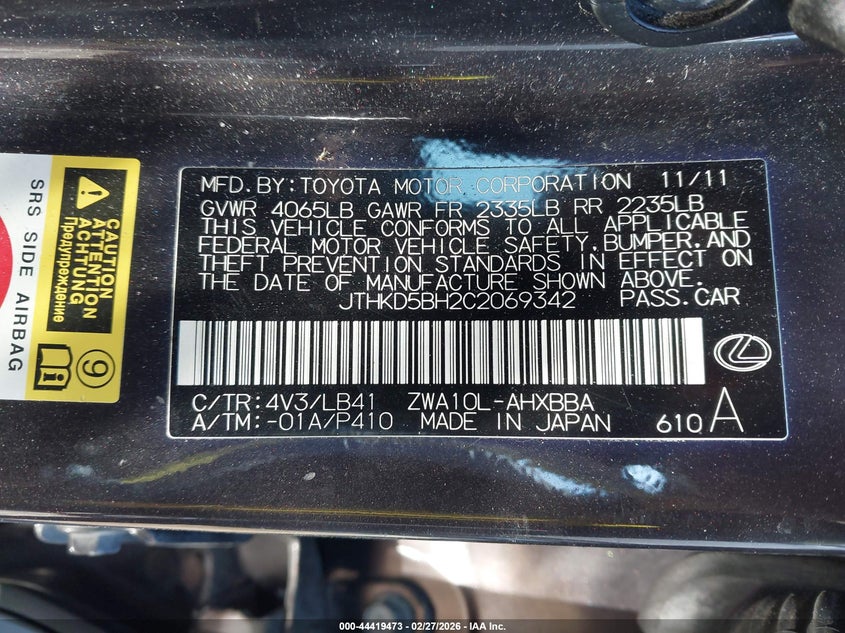 MFD.BY:TOYOTA MOTOR CORPORATION 11/11
GVWR 4065LB GAWR FR 2335LB RR 2235LB
THIS VEHICLE CONFORMS TO ALL APPLICABLE
FEDERAL MOTOR VEHICLE SAFETY,BUMPER,AND
THEFT PREVENTION STANDARDS IN EFFECT ON
THE DATE OF MANUFACTURE SHOWN ABOVE.
JTHKD5BH2C2069342 PASS.CAR
C/TR:4V3/LB41 ZWA10L-AHXBBA
A/TM:-01A/P410 MADE IN JAPAN 610 A
SRS SIDE AIRBAG
CAUTION
ATTENTION
ACHTUNG
Предупреждение
9
000-44419473 - 02/27/2026 - IAA Inc.